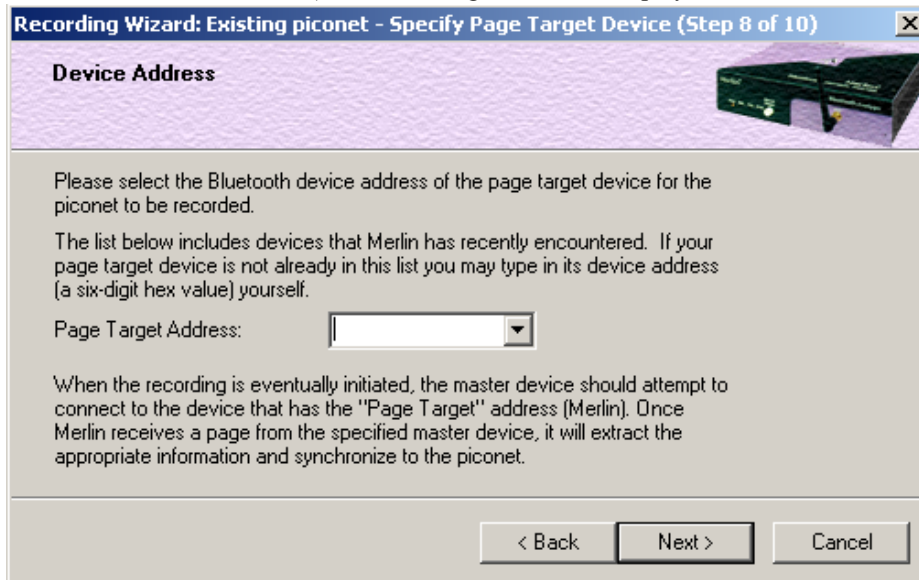 Recording Wizard: Existing piconet - Specify Page Target Device (Step 8 of 10)
Device Address
Please select the Bluetooth device address of the page target device for the
piconet to be recorded.
The list below includes devices that Merlin has recently encountered. If your
page target device is not already in this list you may type in its device address
(a six-digit hex value) yourself.
Page Target Address:
When the recording is eventually initiated, the master device should attempt to
connect to the device that has the "Page Target" address (Merlin). Once
Merlin receives a page from the specified master device, it will extract the
appropriate information and synchronize to the piconet.
< Back
Next >
Cancel